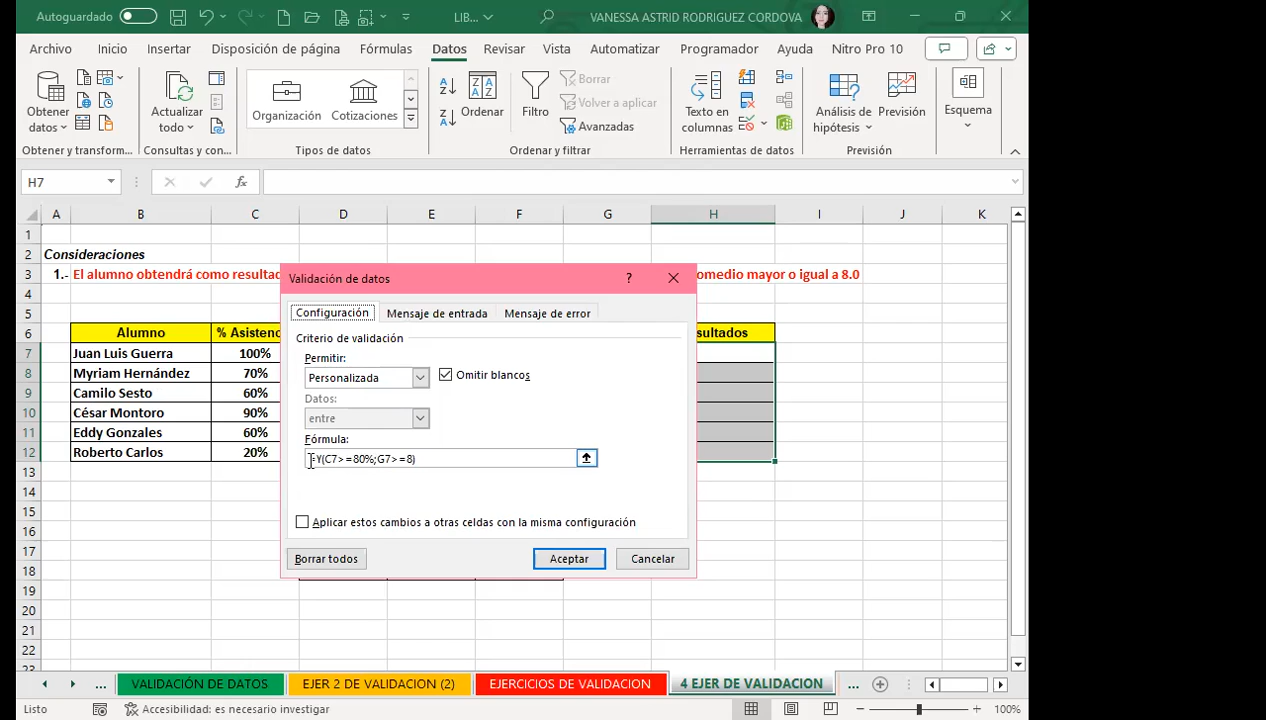 Autoguardado LIB... VANESSA ASTRID RODRIGUEZ CORDOVA
Archivo Inicio Insertar Disposición de página Fórmulas Datos Revisar Vista Automatizar Programador Ayuda Nitro Pro 10
Obtener datos
Actualizar todo
Organización Cotizaciones
Ordenar
Filtro
Borrar
Volver a aplicar
Avanzadas
Texto en columnas
Análisis de hipótesis
Previsión
Esquema
Obtener y transform... Consultas y con... Tipos de datos Ordenar y filtrar Herramientas de datos Previsión
H7 fx
A B C D E F G H I J K
1
2 Consideraciones
3 1.- El alumno obtendrá como resultad omedio mayor o igual a 8.0
4
5
6 Alumno % Asistenc sultados
7 Juan Luis Guerra 100%
8 Myriam Hernández 70%
9 Camilo Sesto 60%
10 César Montoro 90%
11 Eddy Gonzales 60%
12 Roberto Carlos 20%
13
14
15
16
17
18
19
20
21
22
23
Validación de datos ?
Configuración Mensaje de entrada Mensaje de error
Criterio de validación
Permitir:
Personalizada Omitir blancos
Datos:
entre
Fórmula:
=Y(C7>=80%;G7>=8)
Aplicar estos cambios a otras celdas con la misma configuración
Borrar todos Aceptar Cancelar
... VALIDACIÓN DE DATOS EJER 2 DE VALIDACION (2) EJERCICIOS DE VALIDACION 4 EJER DE VALIDACION ...
Listo Accesibilidad: es necesario investigar 100%